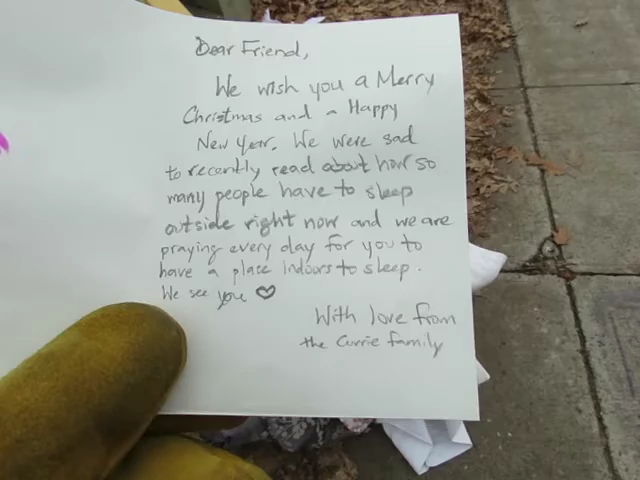 Dear Friend,
We wish you a Merry
Christmas and a Happy
New Year. We were sad
to recently read about how so
many people have to sleep
outside right now and we are
praying every day for you to
have a place indoors to sleep.
We see you ♡
With love from
the Currie family